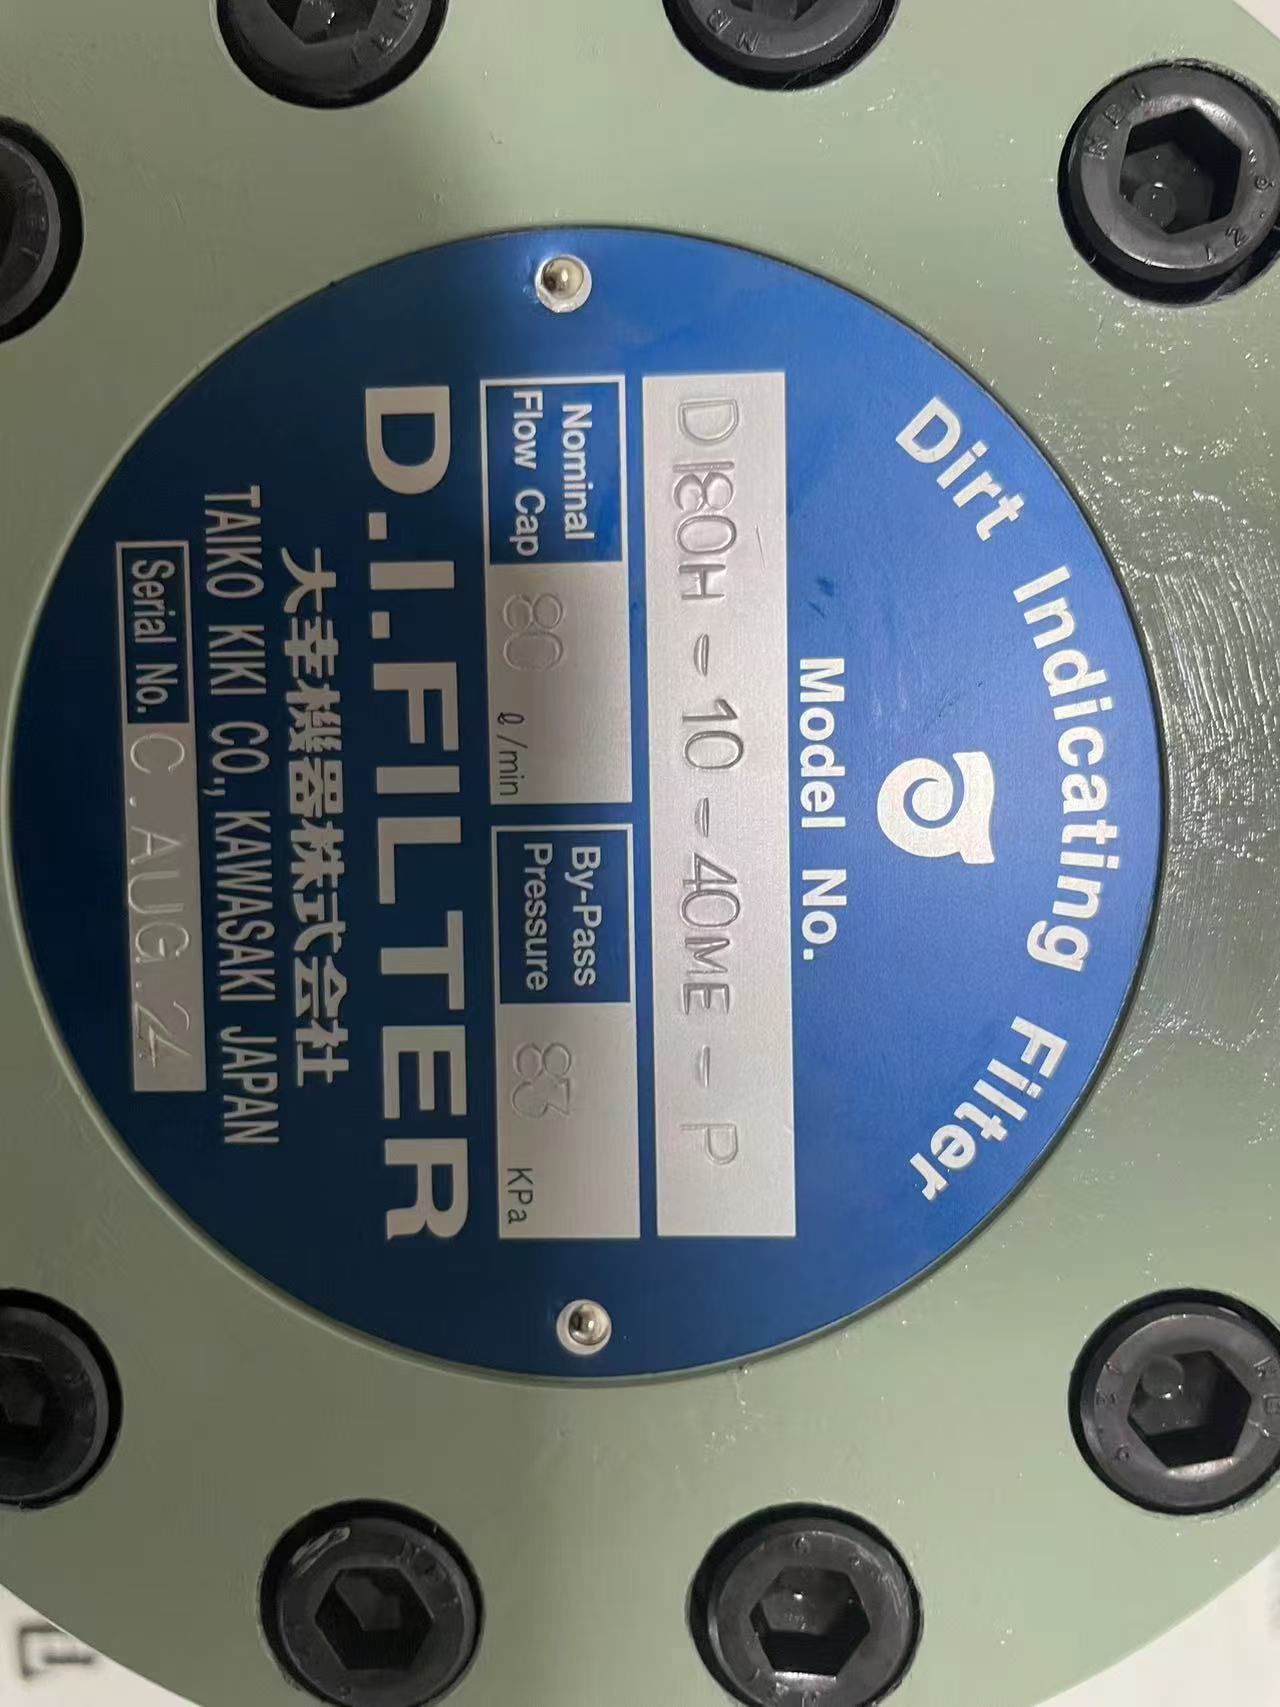 Dirt Indicating Filter
Model No.
D180H-10-40ME-P
Nominal Flow Cap 80 ℓ/min
By-Pass Pressure 83 KPa
D.I.FILTER
大幸機器株式会社
TAIKO KIKI CO., KAWASAKI JAPAN
Serial No. C. AUG. 24